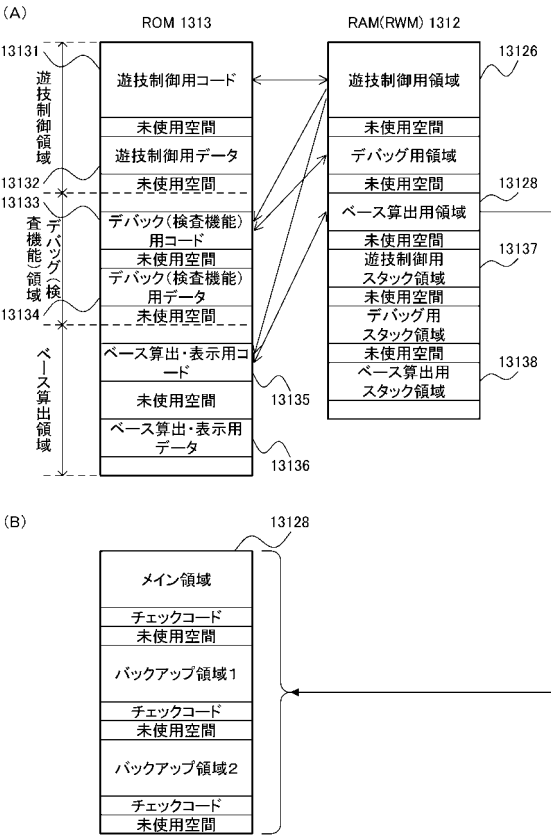 (A)
ROM 1313
RAM(RWM) 1312
13131
遊技制御領域
13132
13133
デバッグ(検
査機能)領域
13134
ベース算出領域
遊技制御用コード
未使用空間
遊技制御用データ
未使用空間
デバック(検査機能)
用コード
未使用空間
デバック(検査機能)
用データ
未使用空間
ベース算出・表示用コ
ード
未使用空間
ベース算出・表示用
データ
13135
13136
遊技制御用領域
未使用空間
デバッグ用領域
未使用空間
ベース算出用領域
未使用空間
遊技制御用
スタック領域
未使用空間
デバッグ用
スタック領域
未使用空間
ベース算出用
スタック領域
13126
13128
13137
13138
(B)
13128
メイン領域
チェックコード
未使用空間
バックアップ領域1
チェックコード
未使用空間
バックアップ領域2
チェックコード
未使用空間